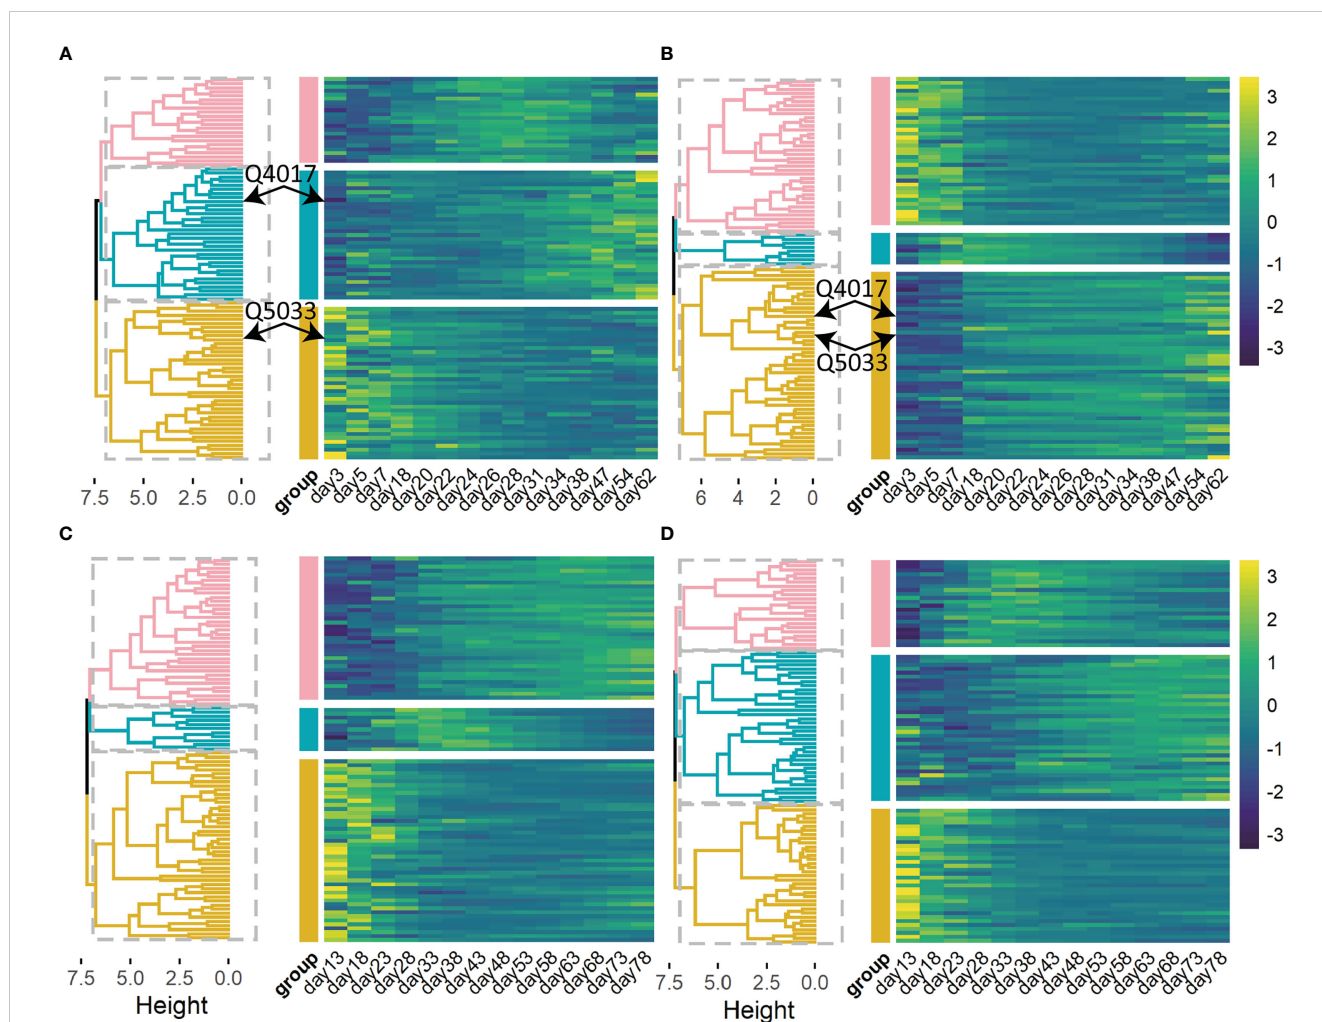 A
B
Q4017
Q5033
Q4017
Q5033
3
2
1
0
-1
-2
-3
7.5 5.0 2.5 0.0
group day3 day5 day7 day18 day20 day22 day24 day26 day28 day31 day34 day38 day47 day54 day62
6 4 2 0
group day3 day5 day7 day18 day20 day22 day24 day26 day28 day31 day34 day38 day47 day54 day62
C
D
3
2
1
0
-1
-2
-3
7.5 5.0 2.5 0.0
Height
group day13 day18 day23 day28 day33 day38 day43 day48 day53 day58 day63 day68 day73 day78
7.5 5.0 2.5 0.0
Height
group day13 day18 day23 day28 day33 day38 day43 day48 day53 day58 day63 day68 day73 day78